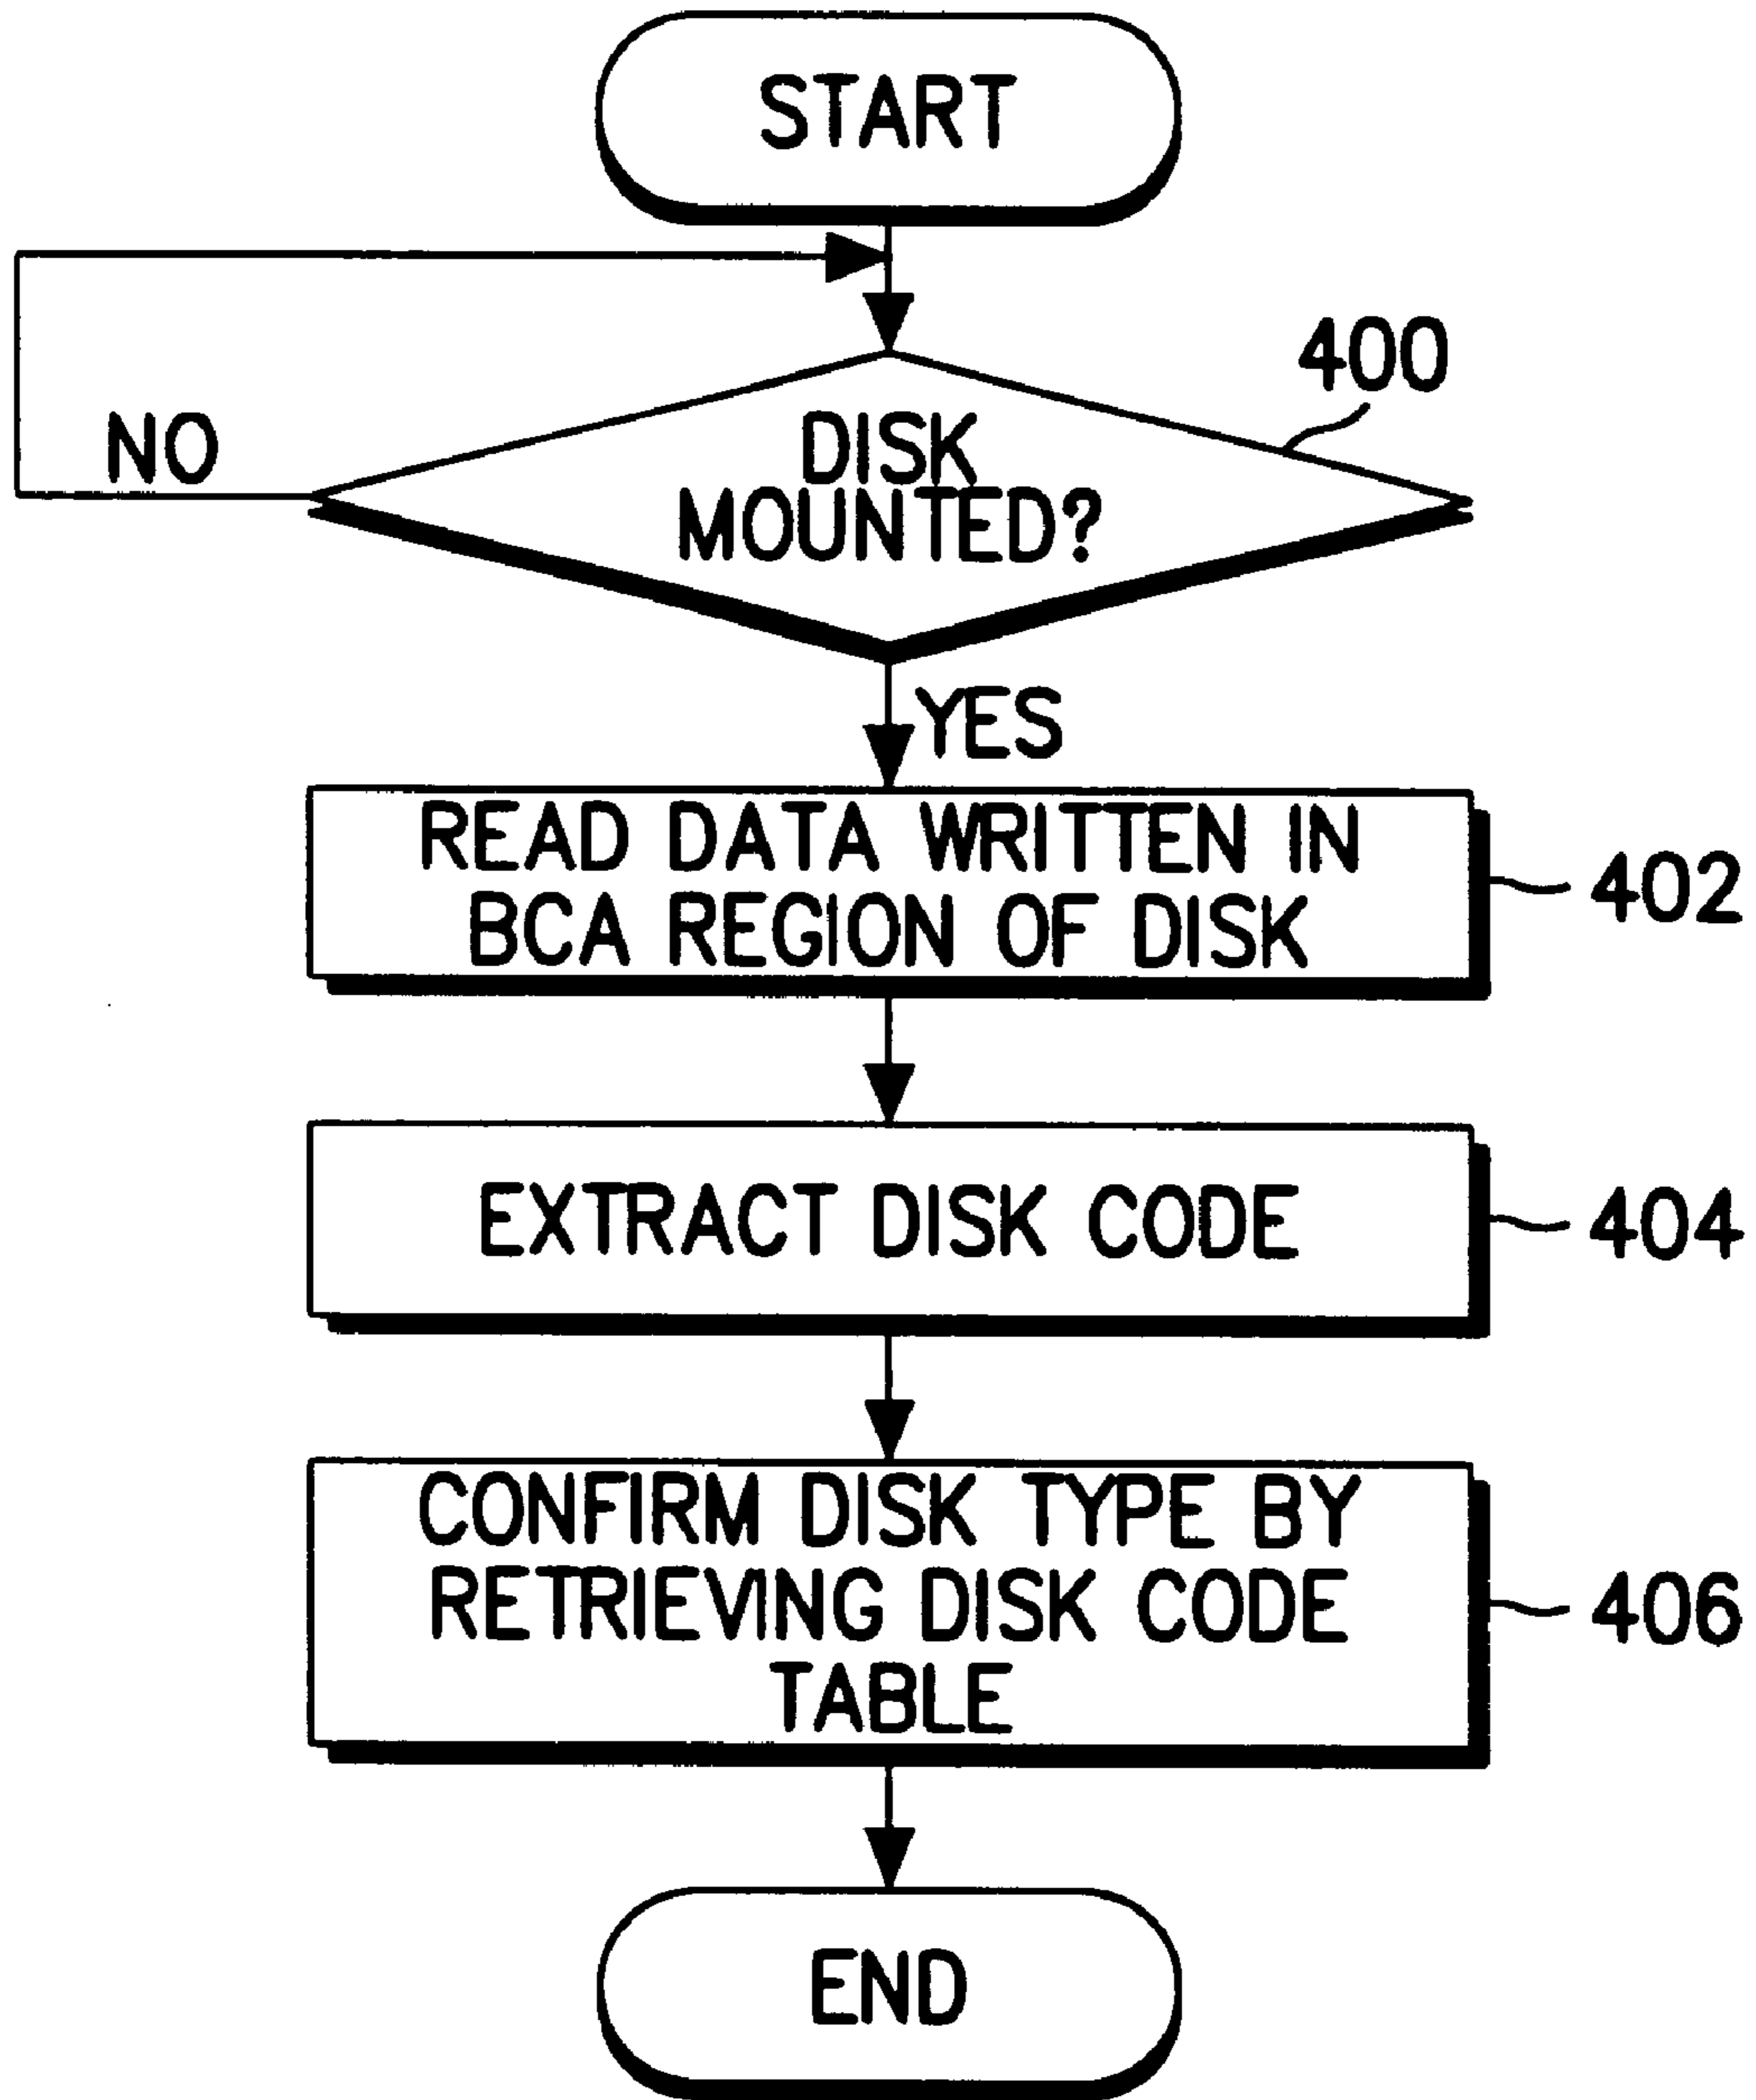 START
400
NO
DISK
MOUNTED?
YES
READ DATA WRITTEN IN
BCA REGION OF DISK
402
EXTRACT DISK CODE
404
CONFIRM DISK TYPE BY
RETRIEVING DISK CODE
TABLE
406
END